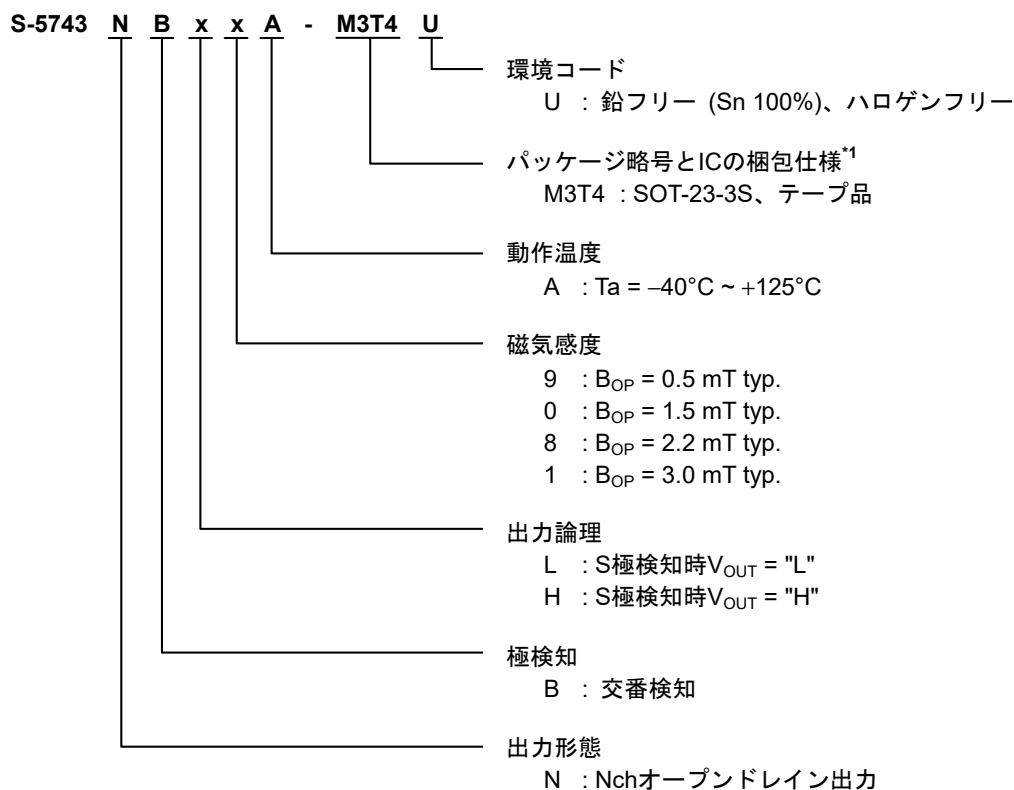 S-5743 N B x x A - M3T4 U
環境コード
U : 鉛フリー (Sn 100%)、ハロゲンフリー
パッケージ略号とICの梱包仕様*1
M3T4 : SOT-23-3S、テープ品
動作温度
A : Ta = −40°C ~ +125°C
磁気感度
9 : BOP = 0.5 mT typ.
0 : BOP = 1.5 mT typ.
8 : BOP = 2.2 mT typ.
1 : BOP = 3.0 mT typ.
出力論理
L : S極検知時VOUT = "L"
H : S極検知時VOUT = "H"
極検知
B : 交番検知
出力形態
N : Nchオープンドレイン出力